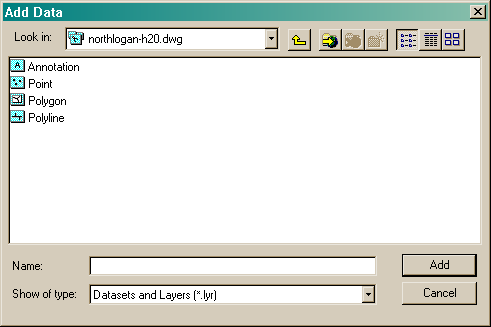 Add Data
Look in: northlogan-h20.dwg
A Annotation
Point
Polygon
Polyline
Name: Add
Show of type: Datasets and Layers (*.lyr) Cancel